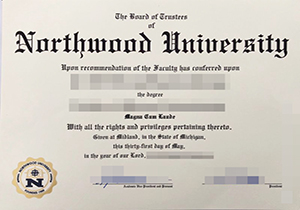 The Board of Trustees
of
Northwood University
Upon recommendation of the Faculty has conferred upon
the degree
Magna Cum Laude
With all the rights and privileges pertaining thereto.
Given at Midland, in the State of Michigan,
this thirty-first day of May,
in the year of our Lord,
N